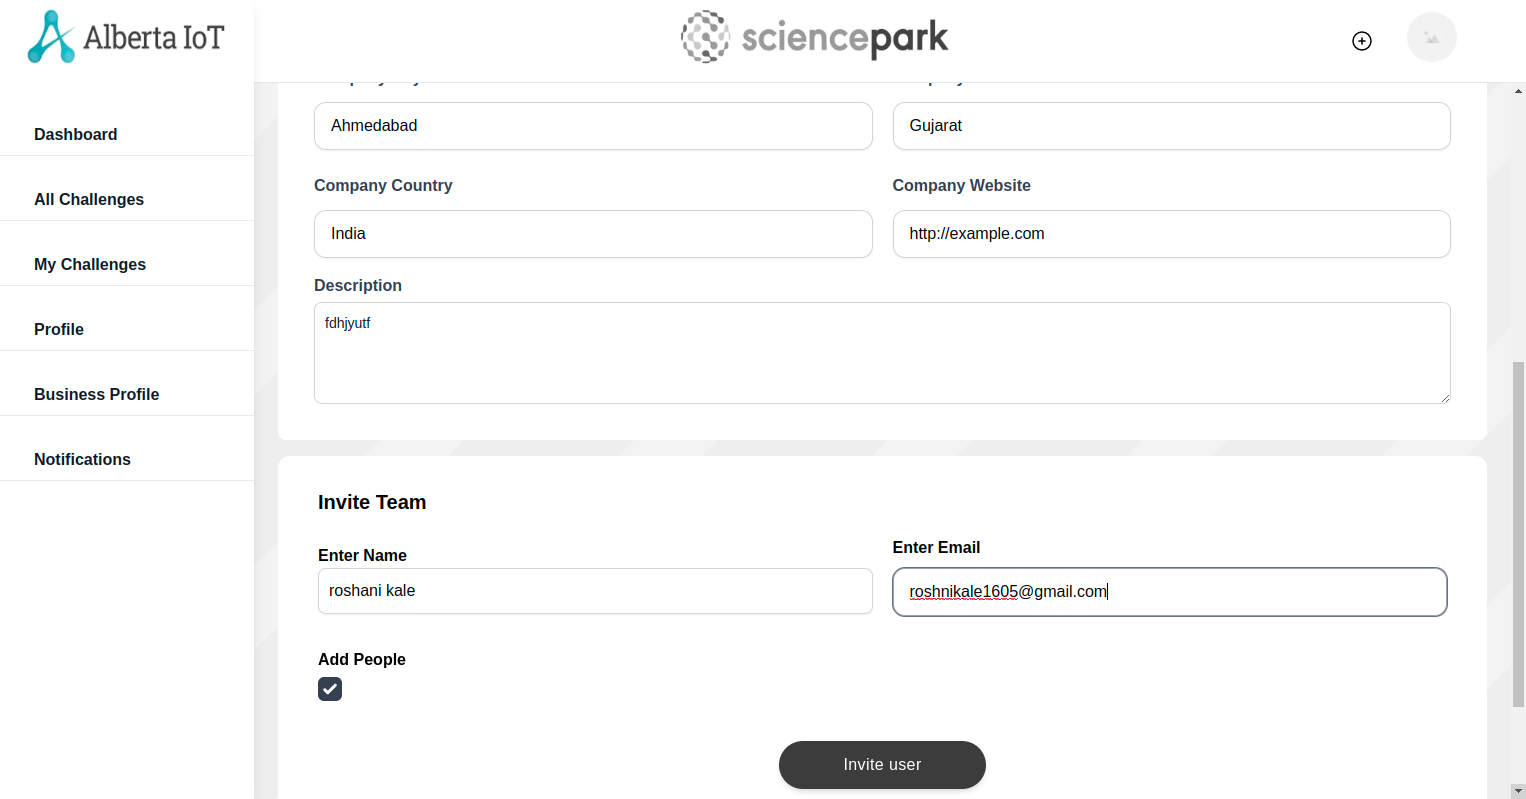 Alberta IoT
sciencepark
Dashboard
All Challenges
My Challenges
Profile
Business Profile
Notifications
Ahmedabad
Gujarat
Company Country
Company Website
India
http://example.com
Description
fdhjyutf
Invite Team
Enter Name
Enter Email
roshani kale
roshnikale1605@gmail.com
Add People
Invite user